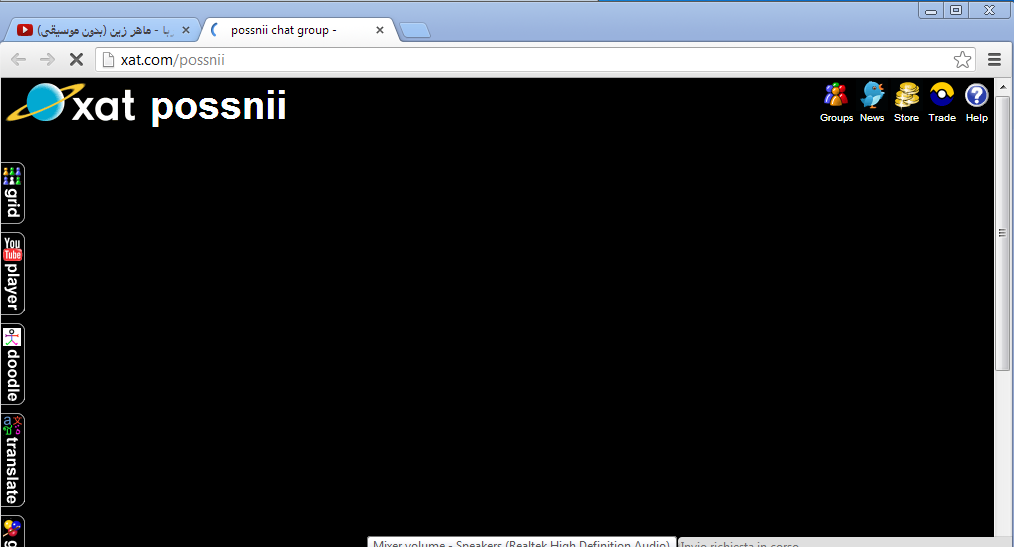 ـربا - ماهر زين (بدون موسيقى)
possnii chat group -
xat.com/possnii
xat possnii
Groups
News
Store
Trade
Help
grid
You
Tube
player
doodle
translate
g
Mixer volume - Speakers (Realtek High Definition Audio)
Invio richiesta in corso